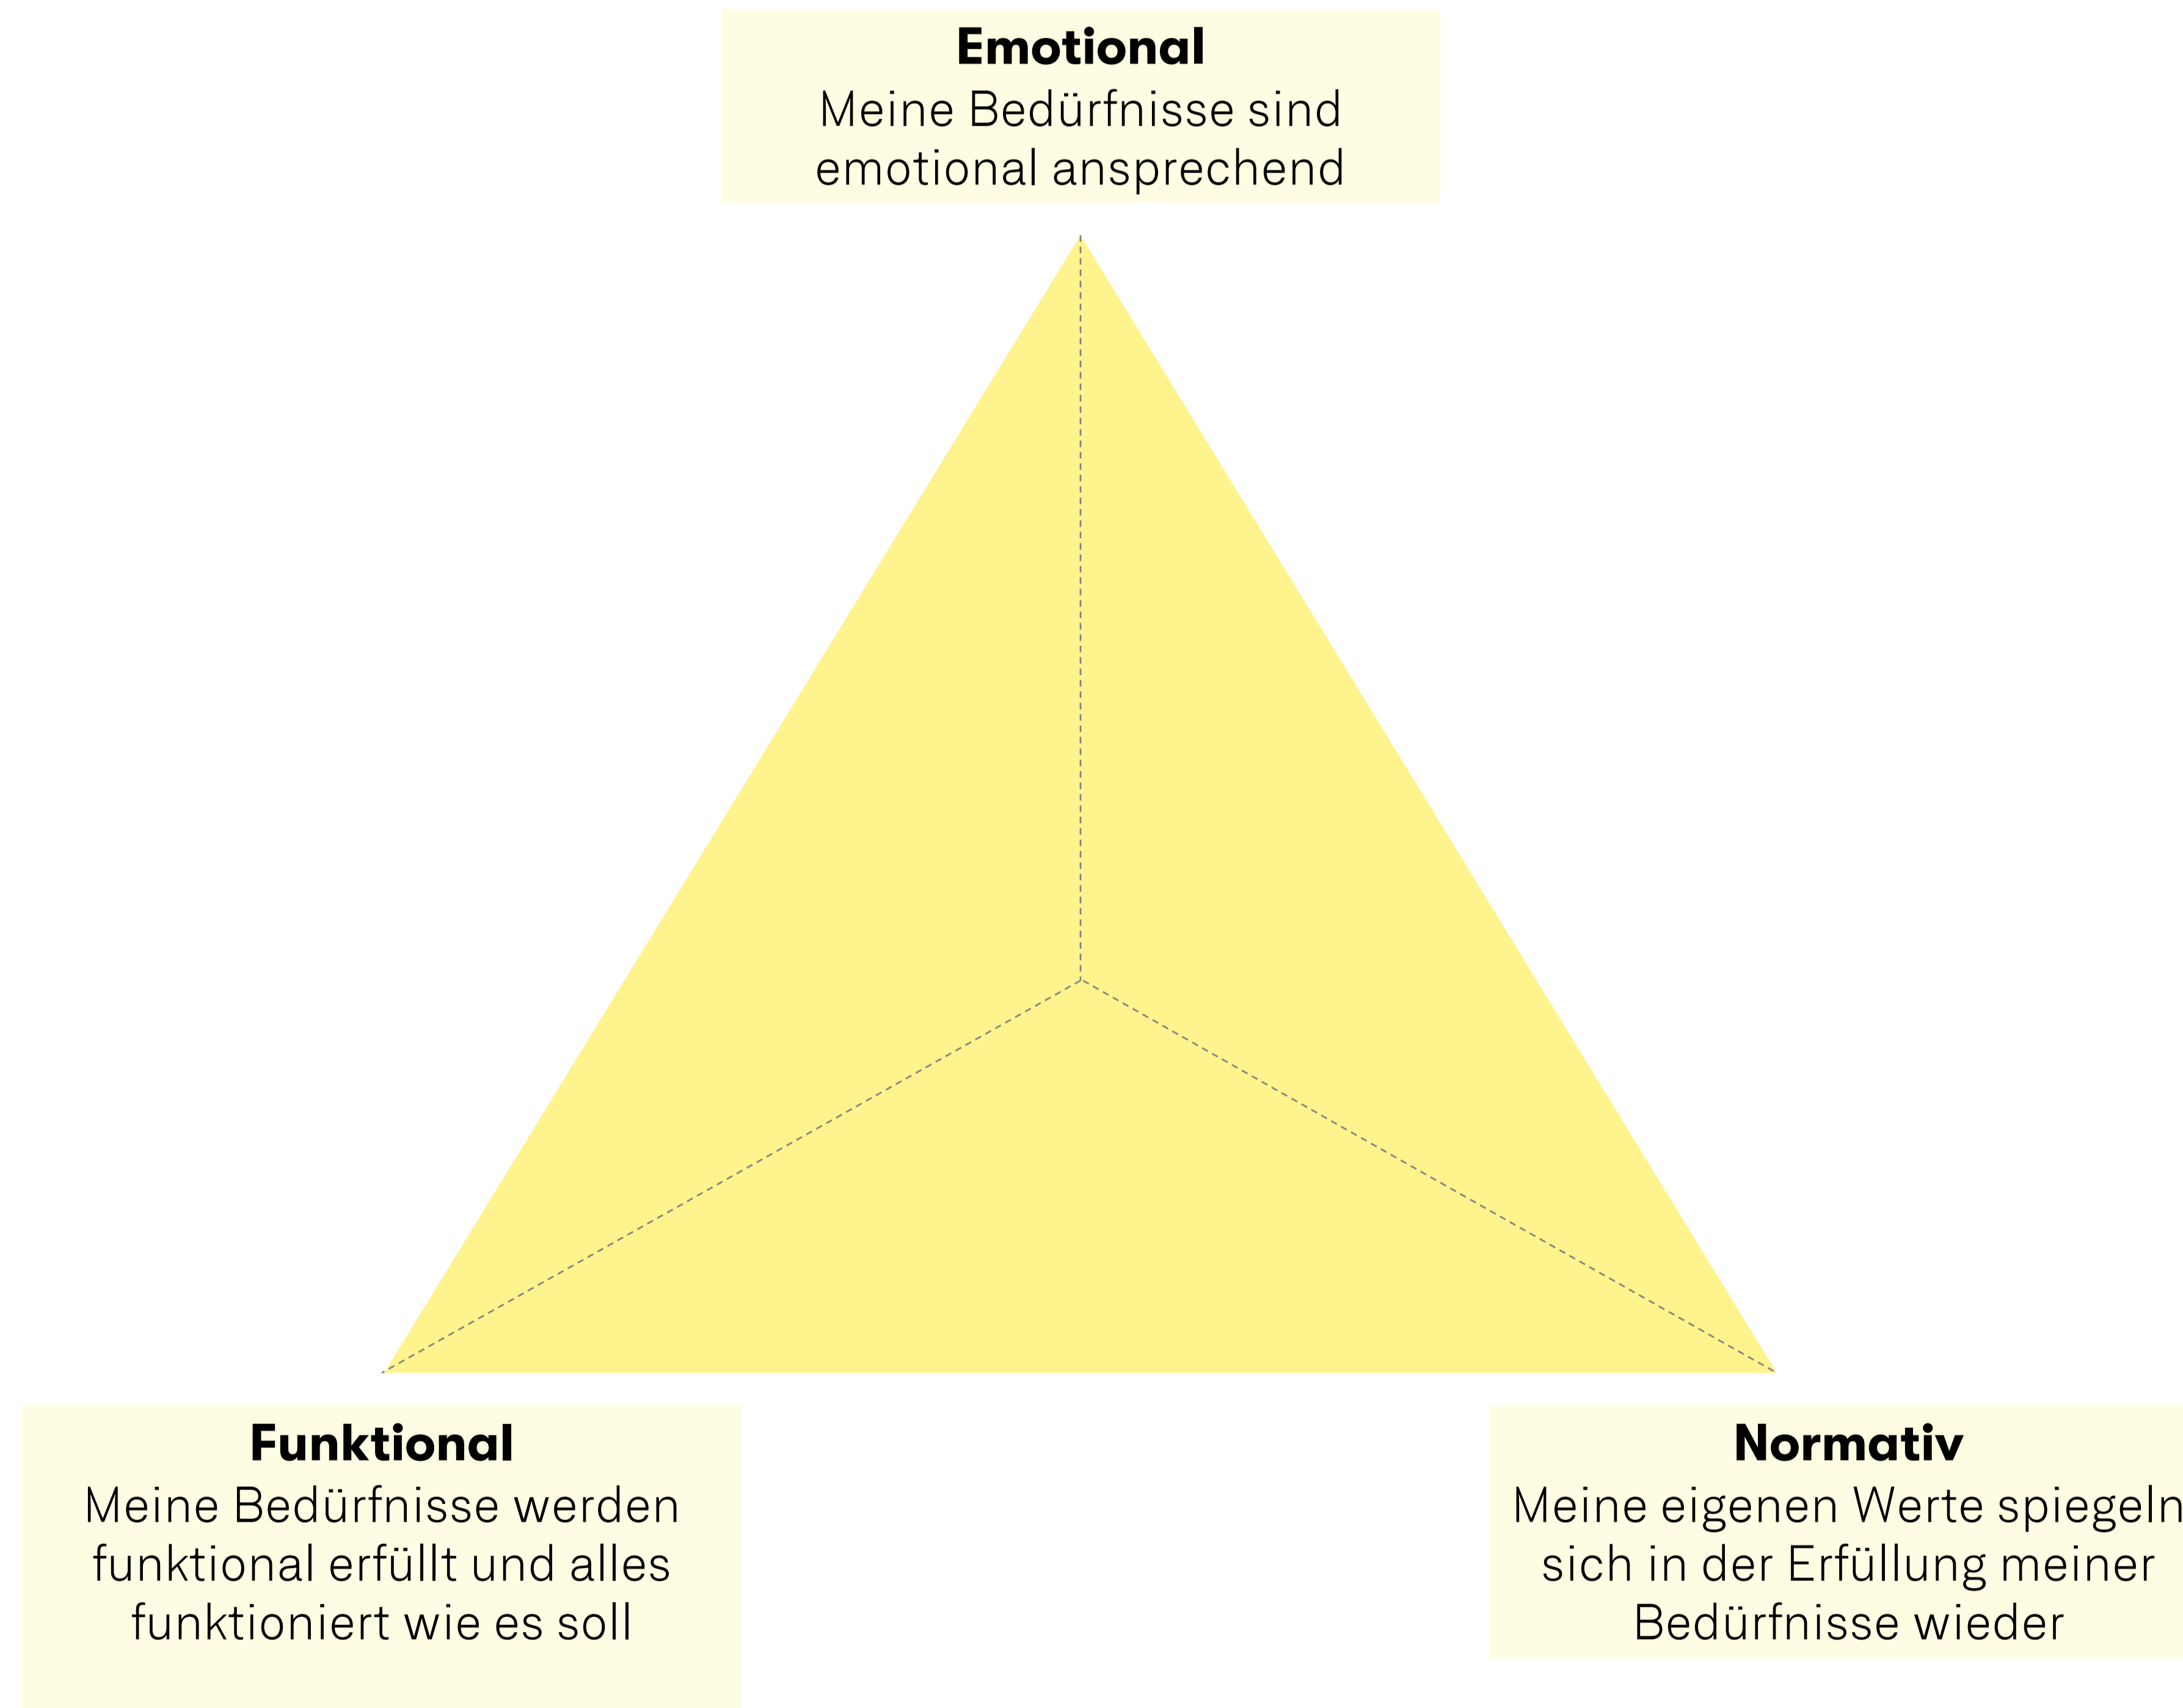 Emotional
Meine Bedürfnisse sind
emotional ansprechend
Funktional
Meine Bedürfnisse werden
funktional erfüllt und alles
funktioniert wie es soll
Normativ
Meine eigenen Werte spiegeln
sich in der Erfüllung meiner
Bedürfnisse wieder